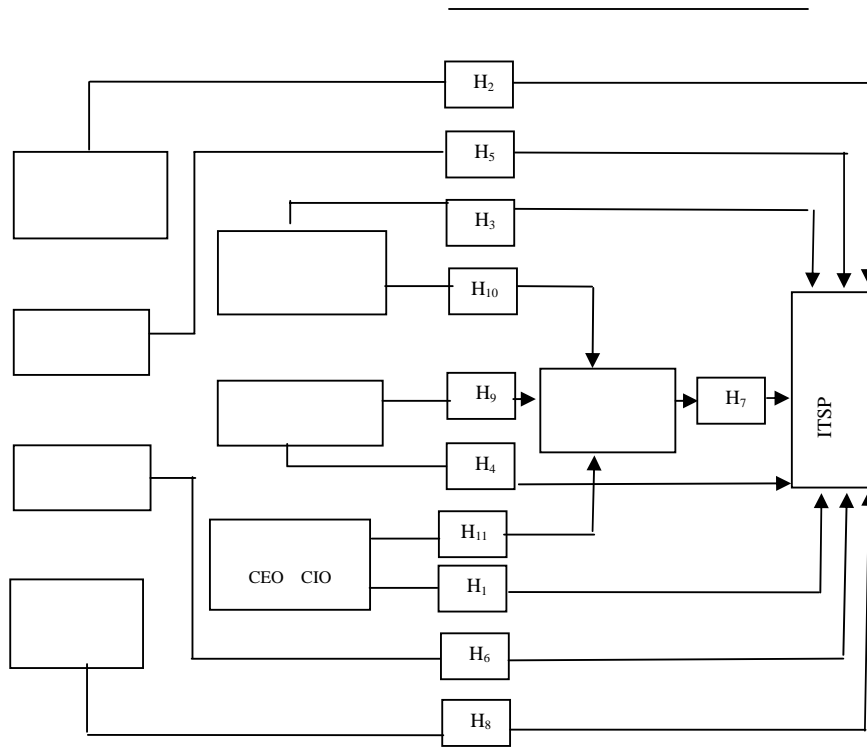 H₂
H₅
H₃
H₁₀
H₉
H₇
ITSP
H₄
H₁₁
CEO CIO
H₁
H₆
H₈